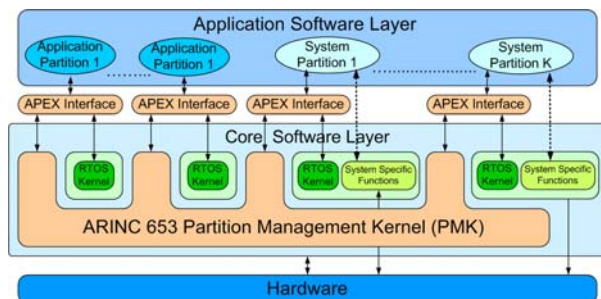 Application Software Layer
Application
Partition 1
Application
Partition 1
System
Partition 1
System
Partition K
APEX Interface
APEX Interface
APEX Interface
APEX Interface
Core Software Layer
RTOS
Kernel
RTOS
Kernel
RTOS
Kernel
System Specific
Functions
RTOS
Kernel
System Specific
Functions
ARINC 653 Partition Management Kernel (PMK)
Hardware